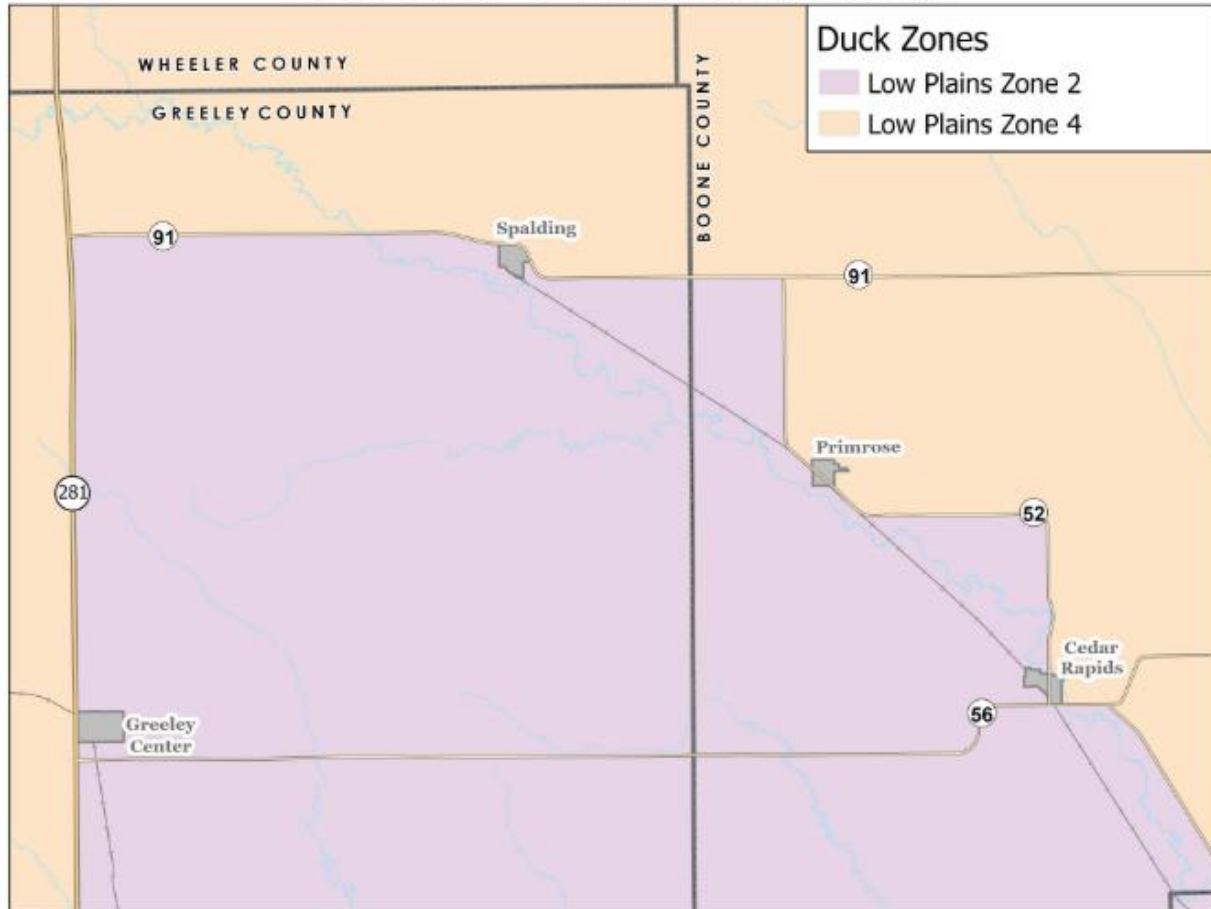 Duck Zones
Low Plains Zone 2
Low Plains Zone 4
WHEELER COUNTY
GREELEY COUNTY
BOONE COUNTY
91
Spalding
91
281
Primrose
52
Cedar
Rapids
56
Greeley
Center